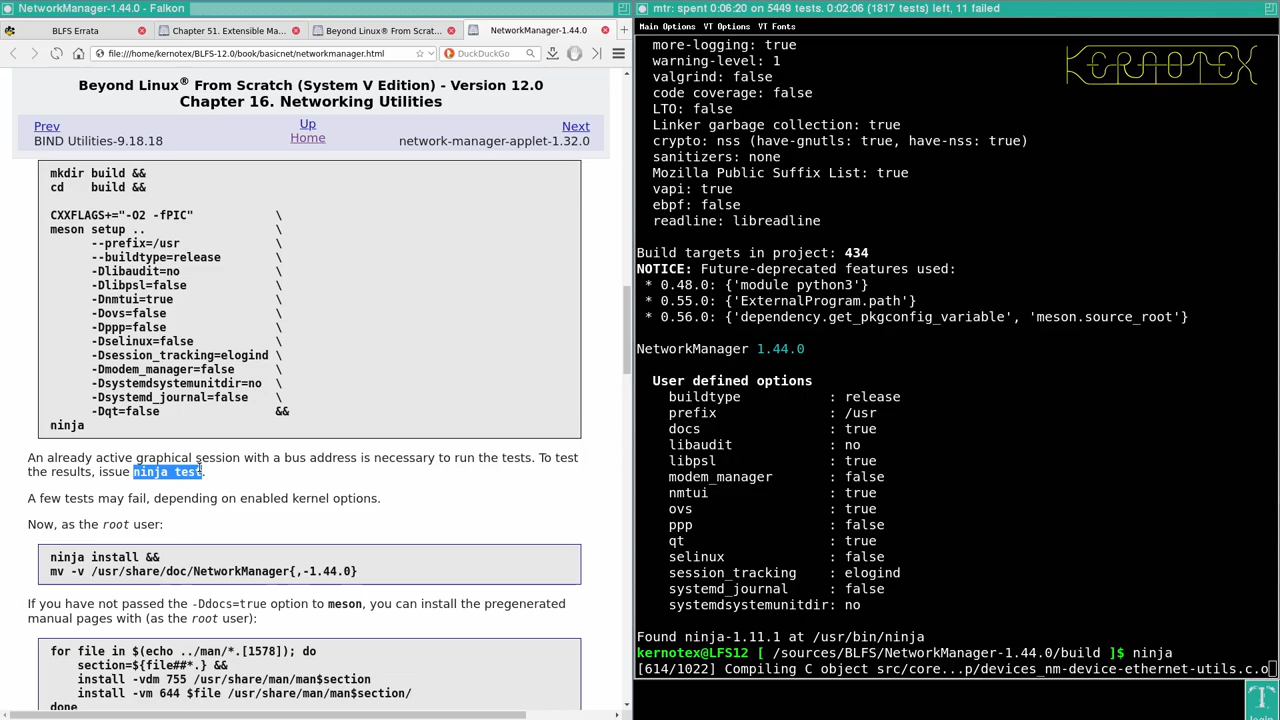 NetworkManager-1.44.0 - Falkon
BLFS Errata
Chapter 51. Extensible Mar...
Beyond Linux® From Scrat...
NetworkManager-1.44.0
file:///home/kernotex/BLFS-12.0/book/basicnet/networkmanager.html
DuckDuckGo
Beyond Linux® From Scratch (System V Edition) - Version 12.0
Chapter 16. Networking Utilities
Prev
Up
Next
BIND Utilities-9.18.18
Home
network-manager-applet-1.32.0
mkdir build &&
cd    build &&
CXXFLAGS+="-O2 -fPIC"            \
meson setup ..                   \
--prefix=/usr              \
--buildtype=release        \
-Dlibaudit=no              \
-Dlibpsl=false             \
-Dnmtui=true               \
-Dovs=false                \
-Dppp=false                \
-Dselinux=false            \
-Dsession_tracking=elogind \
-Dmodem_manager=false      \
-Dsystemdsystemunitdir=no  \
-Dsystemd_journal=false    \
-Dqt=false                 &&
ninja
An already active graphical session with a bus address is necessary to run the tests. To test
the results, issue ninja test.
A few tests may fail, depending on enabled kernel options.
Now, as the root user:
ninja install &&
mv -v /usr/share/doc/NetworkManager{,-1.44.0}
If you have not passed the -Ddocs=true option to meson, you can install the pregenerated
manual pages with (as the root user):
for file in $(echo ../man/*.[1578]); do
section=${file##*.} &&
install -vdm 755 /usr/share/man/man$section
install -vm 644 $file /usr/share/man/man$section/
done
mtr: spent 0:06:20 on 5449 tests. 0:02:06 (1817 tests) left, 11 failed
Main Options  VT Options  VT Fonts
KERNOTEX
more-logging: true
warning-level: 1
valgrind: false
code coverage: false
LTO: false
Linker garbage collection: true
crypto: nss (have-gnutls: true, have-nss: true)
sanitizers: none
Mozilla Public Suffix List: true
vapi: true
ebpf: false
readline: libreadline
Build targets in project: 434
NOTICE: Future-deprecated features used:
* 0.48.0: {'module python3'}
* 0.55.0: {'ExternalProgram.path'}
* 0.56.0: {'dependency.get_pkgconfig_variable', 'meson.source_root'}
NetworkManager 1.44.0
User defined options
buildtype            : release
prefix               : /usr
docs                 : true
libaudit             : no
libpsl               : true
modem_manager        : false
nmtui                : true
ovs                  : true
ppp                  : false
qt                   : true
selinux              : false
session_tracking     : elogind
systemd_journal      : false
systemdsystemunitdir: no
Found ninja-1.11.1 at /usr/bin/ninja
kernotex@LFS12 [ /sources/BLFS/NetworkManager-1.44.0/build ]$ ninja
[614/1022] Compiling C object src/core...p/devices_nm-device-ethernet-utils.c.o
login